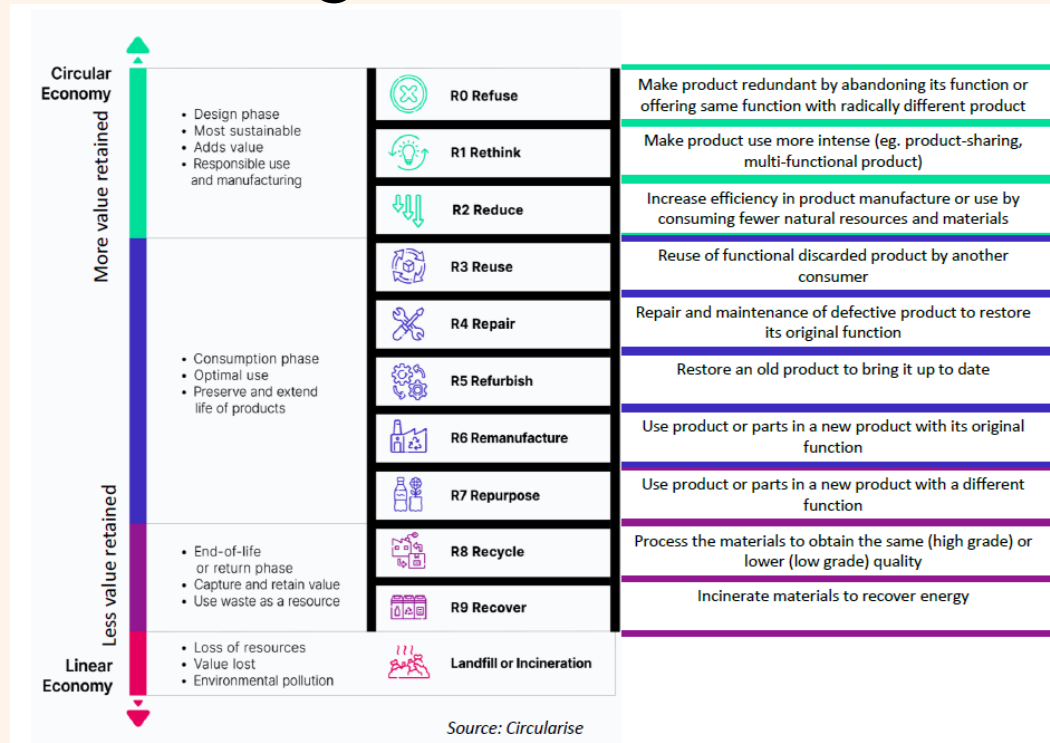 Circular
Economy
More value retained
Less value retained
Linear
Economy
• Design phase
• Most sustainable
• Adds value
• Responsible use
and manufacturing
• Consumption phase
• Optimal use
• Preserve and extend
life of products
• End-of-life
or return phase
• Capture and retain value
• Use waste as a resource
• Loss of resources
• Value lost
• Environmental pollution
R0 Refuse
Make product redundant by abandoning its function or
offering same function with radically different product
R1 Rethink
Make product use more intense (eg. product-sharing,
multi-functional product)
R2 Reduce
Increase efficiency in product manufacture or use by
consuming fewer natural resources and materials
R3 Reuse
Reuse of functional discarded product by another
consumer
R4 Repair
Repair and maintenance of defective product to restore
its original function
R5 Refurbish
Restore an old product to bring it up to date
R6 Remanufacture
Use product or parts in a new product with its original
function
R7 Repurpose
Use product or parts in a new product with a different
function
R8 Recycle
Process the materials to obtain the same (high grade) or
lower (low grade) quality
R9 Recover
Incinerate materials to recover energy
Landfill or Incineration
Source: Circularise